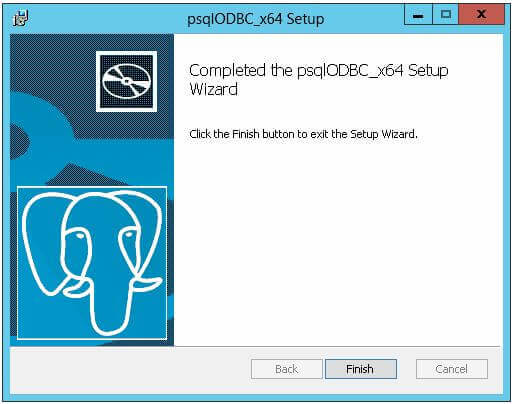 psqlODBC_x64 Setup
Completed the psqlODBC_x64 Setup
Wizard
Click the Finish button to exit the Setup Wizard.
Back
Finish
Cancel